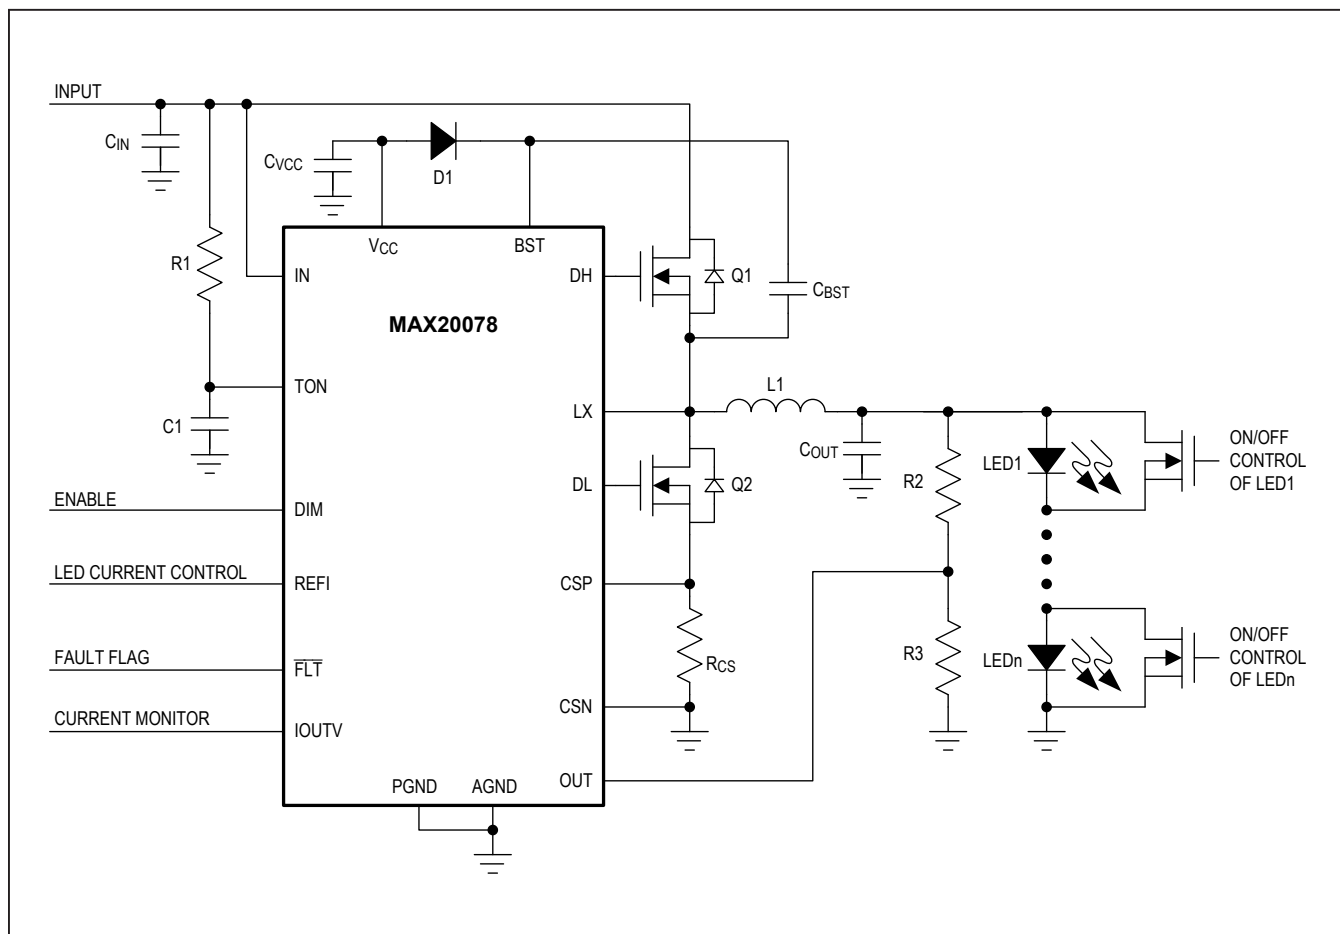 INPUT
CIN
CVCC
D1
VCC
BST
R1
IN
DH
Q1
CBST
MAX20078
TON
C1
LX
L1
COUT
R2
LED1
ON/OFF
CONTROL
OF LED1
DL
Q2
ENABLE
DIM
LED CURRENT CONTROL
REFI
CSP
FAULT FLAG
FLT
RCS
R3
LEDn
ON/OFF
CONTROL
OF LEDn
CURRENT MONITOR
IOUTV
CSN
OUT
PGND
AGND